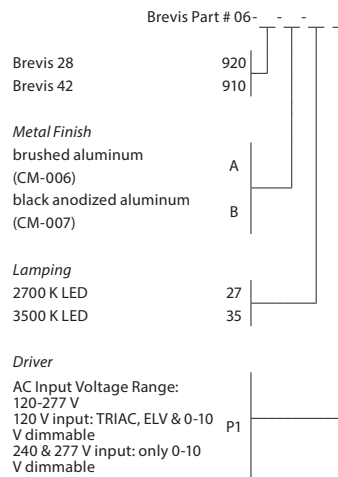 Brevis Part # 06- - - -
Brevis 28 920
Brevis 42 910
Metal Finish
brushed aluminum
(CM-006) A
black anodized aluminum
(CM-007) B
Lamping
2700 K LED 27
3500 K LED 35
Driver
AC Input Voltage Range:
120-277 V
120 V input: TRIAC, ELV & 0-10
V dimmable P1
240 & 277 V input: only 0-10
V dimmable